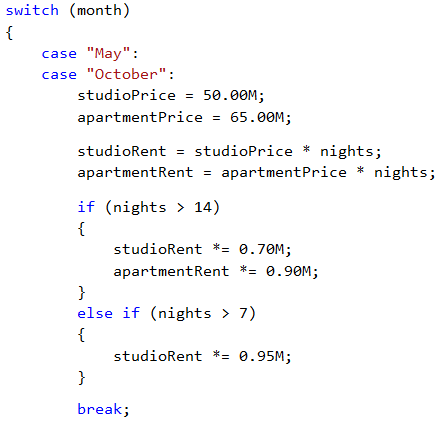 switch (month)
{
case "May":
case "October":
studioPrice = 50.00M;
apartmentPrice = 65.00M;
studioRent = studioPrice * nights;
apartmentRent = apartmentPrice * nights;
if (nights > 14)
{
studioRent *= 0.70M;
apartmentRent *= 0.90M;
}
else if (nights > 7)
{
studioRent *= 0.95M;
}
break;